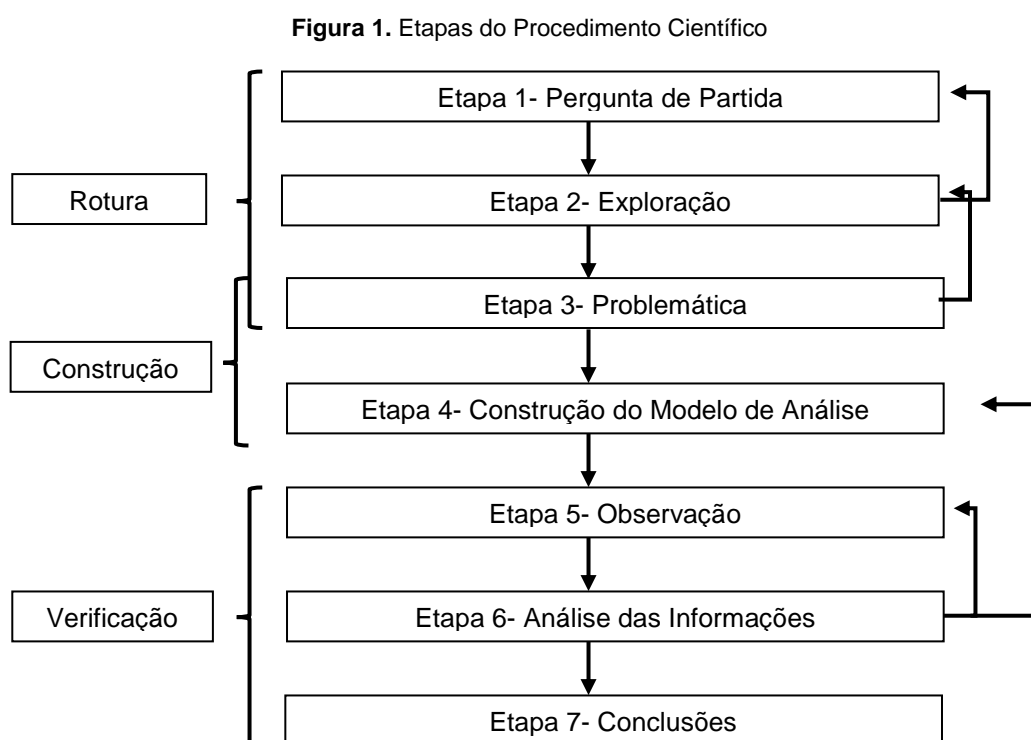 Figura 1. Etapas do Procedimento Científico
Etapa 1- Pergunta de Partida
Rotura
Etapa 2- Exploração
Etapa 3- Problemática
Construção
Etapa 4- Construção do Modelo de Análise
Etapa 5- Observação
Verificação
Etapa 6- Análise das Informações
Etapa 7- Conclusões